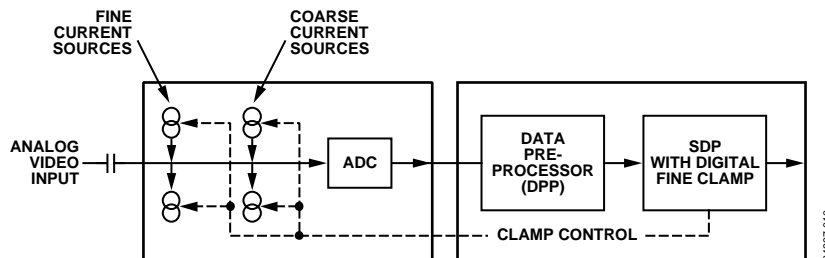 FINE
CURRENT
SOURCES
COARSE
CURRENT
SOURCES
ANALOG
VIDEO
INPUT
ADC
DATA
PRE-
PROCESSOR
(DPP)
SDP
WITH DIGITAL
FINE CLAMP
CLAMP CONTROL